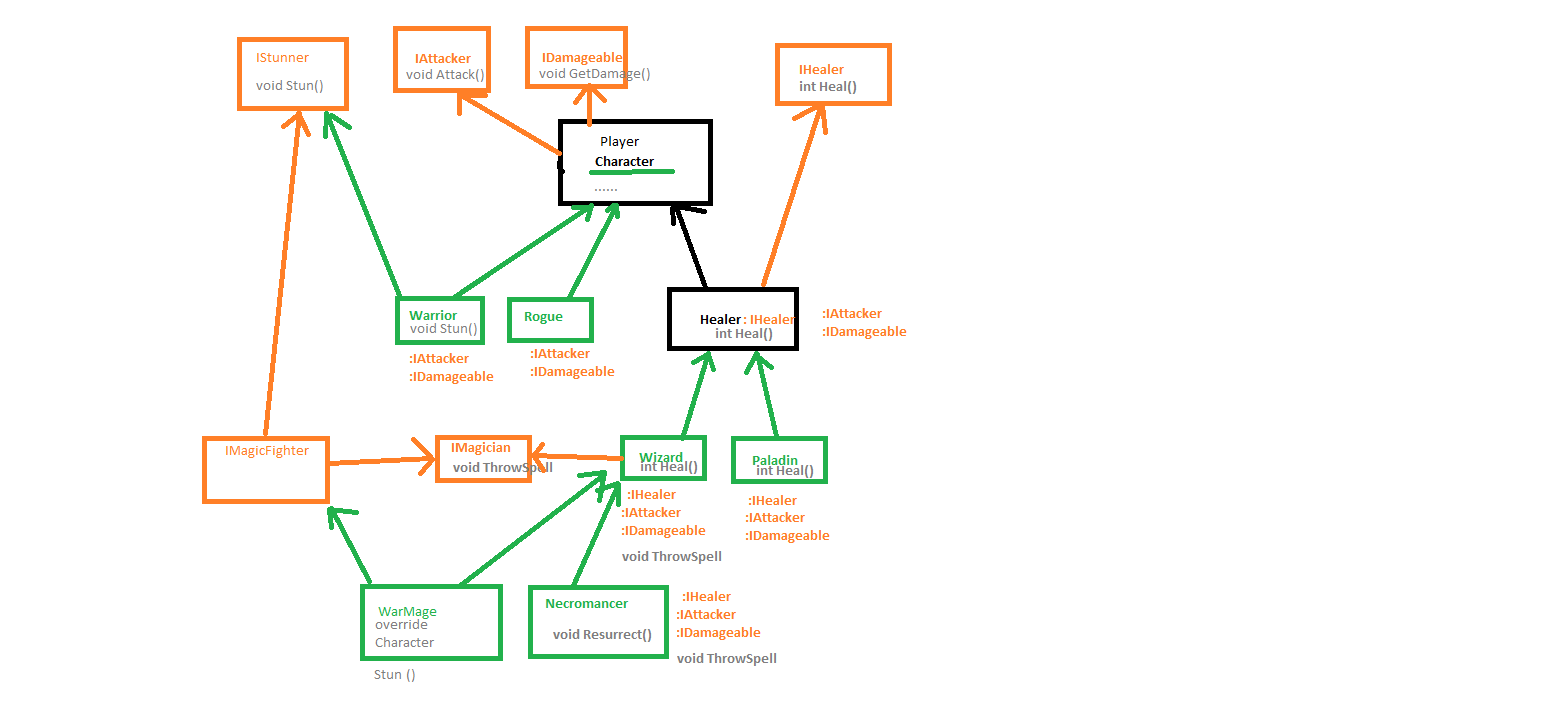 IStunner
void Stun()
IAttacker
void Attack()
IDamageable
void GetDamage()
IHealer
int Heal()
Player
Character
......
Warrior
void Stun()
:IAttacker
:IDamageable
Rogue
:IAttacker
:IDamageable
Healer : IHealer
int Heal()
:IAttacker
:IDamageable
IMagicFighter
IMagician
void ThrowSpell
Wizard
int Heal()
:IHealer
:IAttacker
:IDamageable
void ThrowSpell
Paladin
int Heal()
:IHealer
:IAttacker
:IDamageable
WarMage
override
Character
Stun ()
Necromancer
void Resurrect()
:IHealer
:IAttacker
:IDamageable
void ThrowSpell